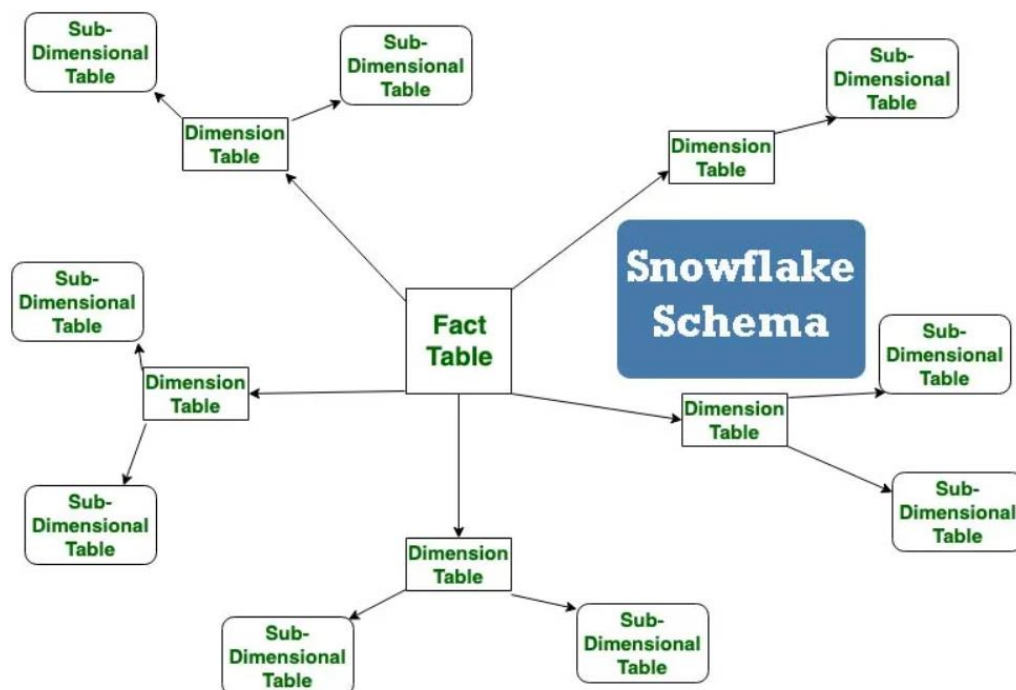 Sub-
Dimensional
Table
Sub-
Dimensional
Table
Sub-
Dimensional
Table
Dimension
Table
Dimension
Table
Snowflake
Schema
Sub-
Dimensional
Table
Fact
Table
Sub-
Dimensional
Table
Dimension
Table
Dimension
Table
Sub-
Dimensional
Table
Sub-
Dimensional
Table
Dimension
Table
Sub-
Dimensional
Table
Sub-
Dimensional
Table